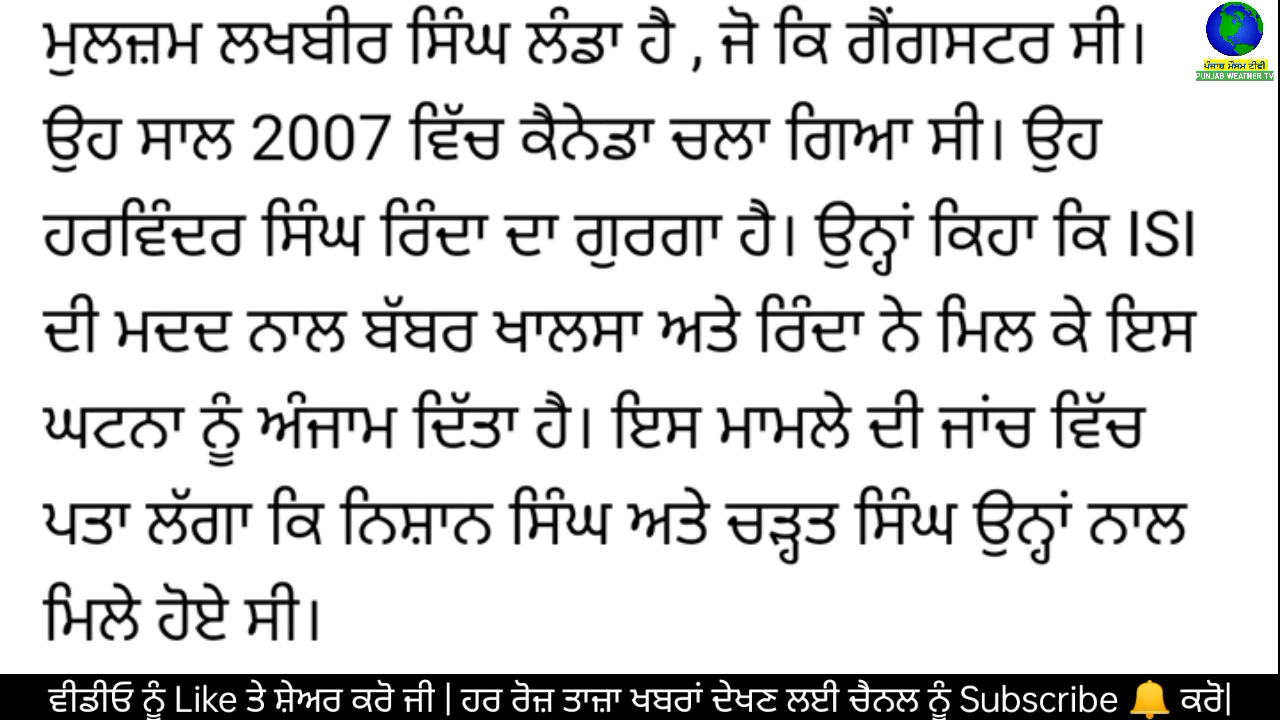 ਮੁਲਜ਼ਮ ਲਖਬੀਰ ਸਿੰਘ ਲੰਡਾ ਹੈ , ਜੋ ਕਿ ਗੈਂਗਸਟਰ ਸੀ।
ਉਹ ਸਾਲ 2007 ਵਿੱਚ ਕੈਨੇਡਾ ਚਲਾ ਗਿਆ ਸੀ। ਉਹ
ਹਰਵਿੰਦਰ ਸਿੰਘ ਰਿੰਦਾ ਦਾ ਗੁਰਗਾ ਹੈ। ਉਨ੍ਹਾਂ ਕਿਹਾ ਕਿ ISI
ਦੀ ਮਦਦ ਨਾਲ ਬੱਬਰ ਖਾਲਸਾ ਅਤੇ ਰਿੰਦਾ ਨੇ ਮਿਲ ਕੇ ਇਸ
ਘਟਨਾ ਨੂੰ ਅੰਜਾਮ ਦਿੱਤਾ ਹੈ। ਇਸ ਮਾਮਲੇ ਦੀ ਜਾਂਚ ਵਿੱਚ
ਪਤਾ ਲੱਗਾ ਕਿ ਨਿਸ਼ਾਨ ਸਿੰਘ ਅਤੇ ਚੜ੍ਹਤ ਸਿੰਘ ਉਨ੍ਹਾਂ ਨਾਲ
ਮਿਲੇ ਹੋਏ ਸੀ।
ਪੰਜਾਬ ਮੌਸਮ ਟੀਵੀ
PUNJAB WEATHER TV
ਵੀਡੀਓ ਨੂੰ Like ਤੇ ਸ਼ੇਅਰ ਕਰੋ ਜੀ | ਹਰ ਰੋਜ਼ ਤਾਜ਼ਾ ਖਬਰਾਂ ਦੇਖਣ ਲਈ ਚੈਨਲ ਨੂੰ Subscribe 🔔 ਕਰੋ|